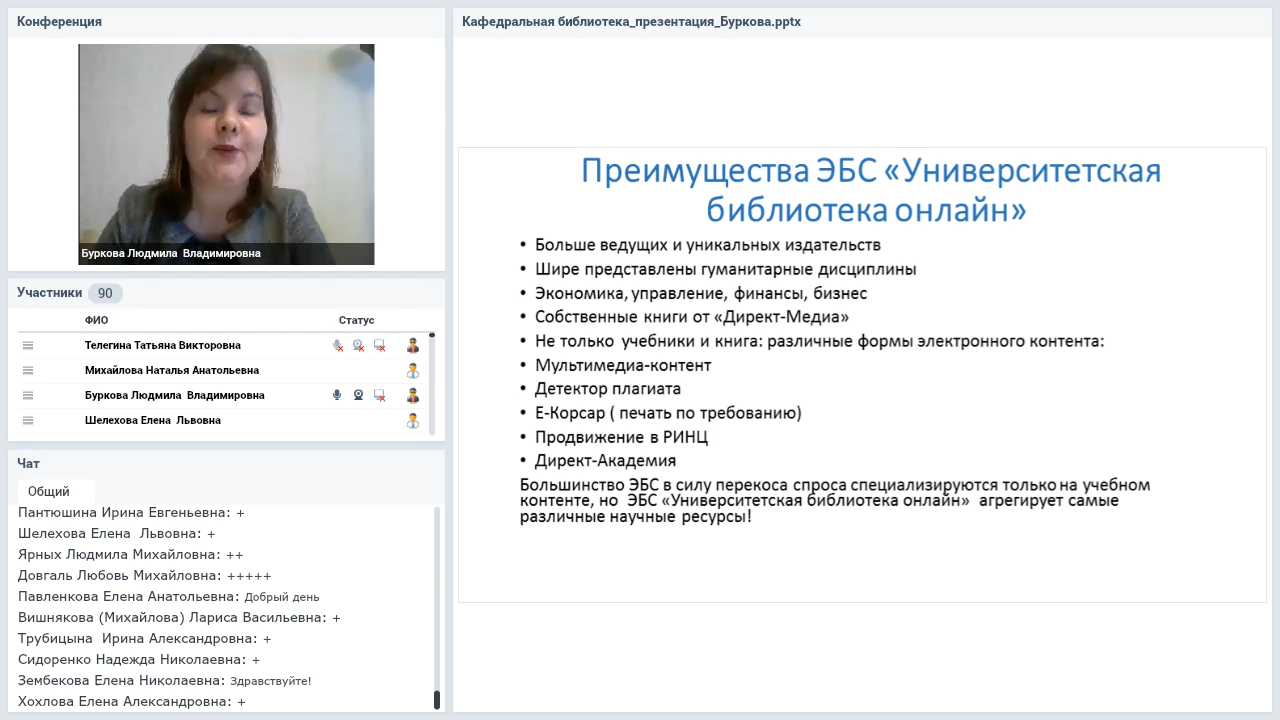 Конференция
Буркова Людмила  Владимировна
Участники 90
ФИО Статус
Телегина Татьяна Викторовна
Михайлова Наталья Анатольевна
Буркова Людмила  Владимировна
Шелехова Елена  Львовна
Чат
Общий
Пантюшина Ирина Евгеньевна: +
Шелехова Елена  Львовна: +
Ярных Людмила Михайловна: ++
Довгаль Любовь Михайловна: +++++
Павленкова Елена Анатольевна: Добрый день
Вишнякова (Михайлова) Лариса Васильевна: +
Трубицына  Ирина Александровна: +
Сидоренко Надежда Николаевна: +
Зембекова Елена Николаевна: Здравствуйте!
Хохлова Елена Александровна: +
Кафедральная библиотека_презентация_Буркова.pptx
Преимущества ЭБС «Университетская
библиотека онлайн»
• Больше ведущих и уникальных издательств
• Шире представлены гуманитарные дисциплины
• Экономика, управление, финансы, бизнес
• Собственные книги от «Директ-Медиа»
• Не только  учебники и книга: различные формы электронного контента:
• Мультимедиа-контент
• Детектор плагиата
• Е-Корсар ( печать по требованию)
• Продвижение в РИНЦ
• Директ-Академия
Большинство ЭБС в силу перекоса спроса специализируются только на учебном
контенте, но  ЭБС «Университетская библиотека онлайн»  агрегирует самые
различные научные ресурсы!